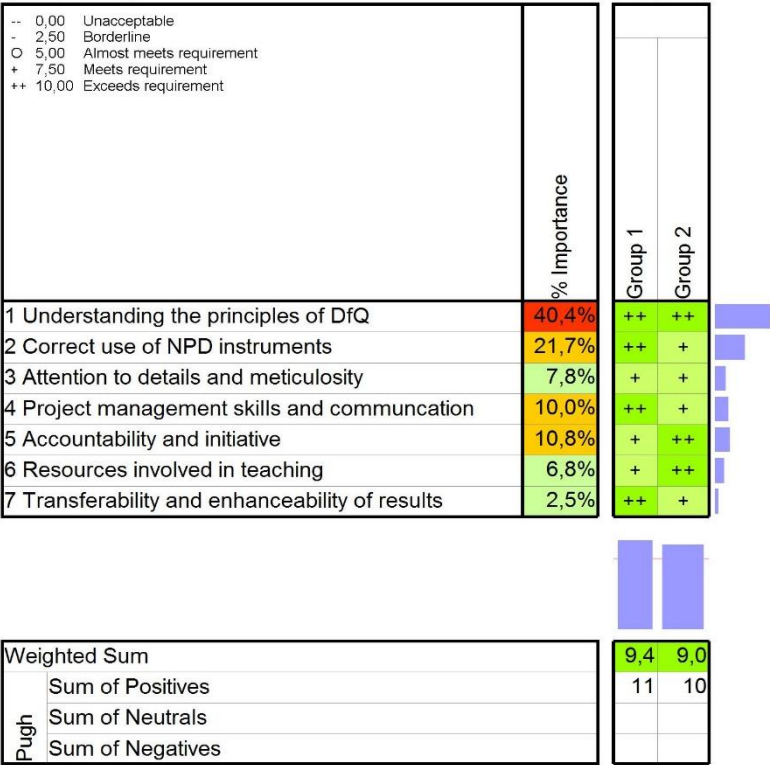 -- 0,00 Unacceptable
- 2,50 Borderline
O 5,00 Almost meets requirement
+ 7,50 Meets requirement
++ 10,00 Exceeds requirement
% Importance
Group 1
Group 2
1 Understanding the principles of DfQ 40,4% ++ ++
2 Correct use of NPD instruments 21,7% ++ +
3 Attention to details and meticulosity 7,8% + +
4 Project management skills and communcation 10,0% ++ +
5 Accountability and initiative 10,8% + ++
6 Resources involved in teaching 6,8% + ++
7 Transferability and enhanceability of results 2,5% ++ +
Weighted Sum 9,4 9,0
Pugh
Sum of Positives 11 10
Sum of Neutrals
Sum of Negatives